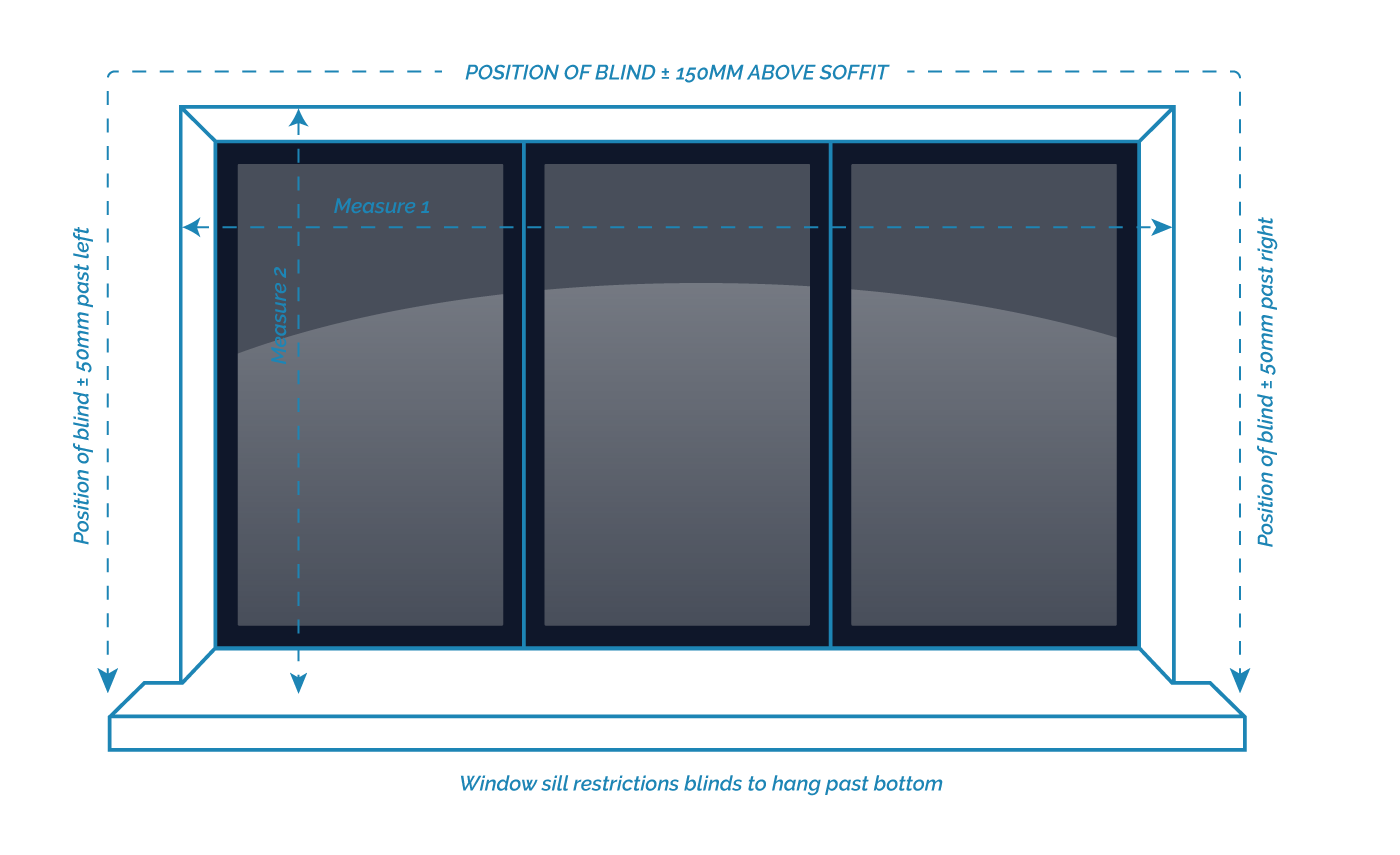 POSITION OF BLIND ± 150MM ABOVE SOFFIT
Measure 1
Measure 2
Position of blind ± 50mm past left
Position of blind ± 50mm past right
Window sill restrictions blinds to hang past bottom